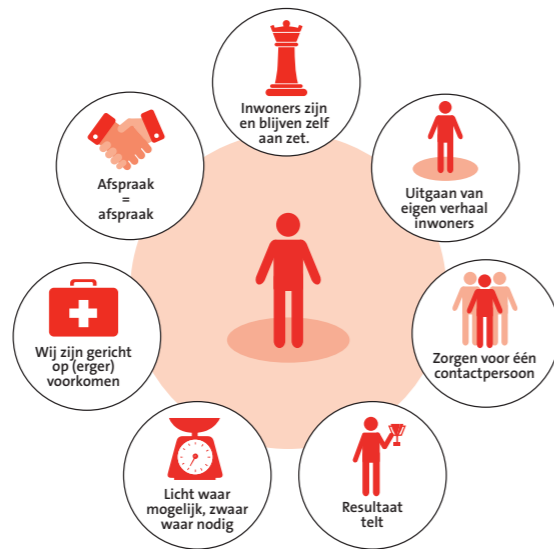 Inwoners zijn
en blijven zelf
aan zet.
Uitgaan van
eigen verhaal
inwoners
Zorgen voor één
contactpersoon
Resultaat
telt
Licht waar
mogelijk, zwaar
waar nodig
Wij zijn gericht
op (erger)
voorkomen
Afspraak
=
afspraak